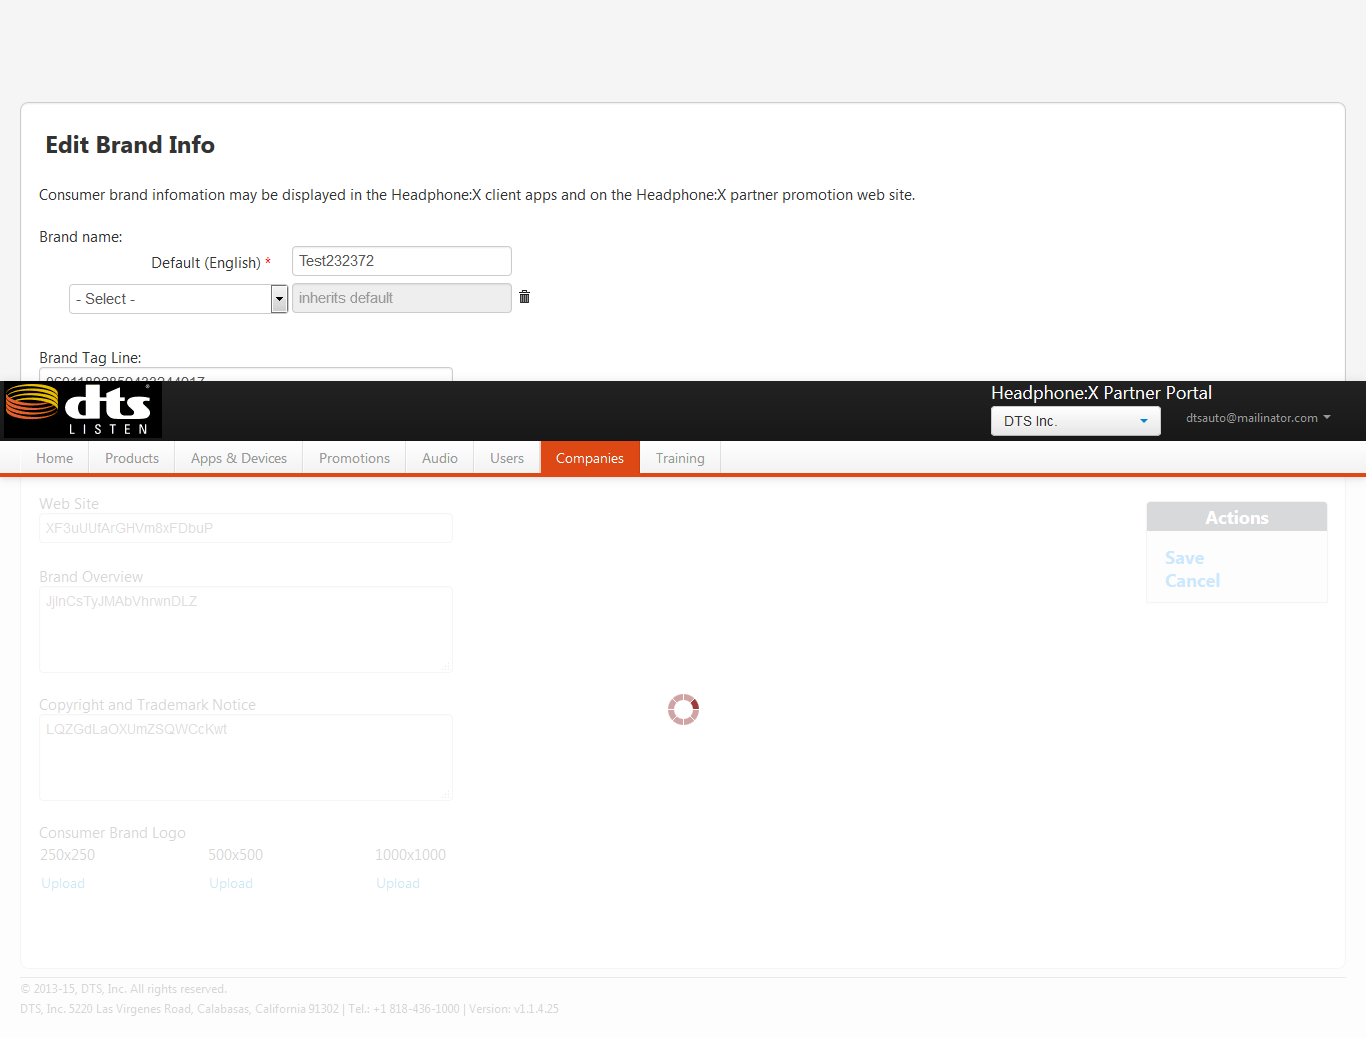 Edit Brand Info
Consumer brand infomation may be displayed in the Headphone:X client apps and on the Headphone:X partner promotion web site.
Brand name:
Default (English) * Test232372
- Select - inherits default
Brand Tag Line:
dts
LISTEN
Headphone:X Partner Portal
DTS Inc. dtsauto@mailinator.com
Home Products Apps & Devices Promotions Audio Users Companies Training
Web Site
XF3uUUfArGHVm8xFDbuP
Actions
Save
Cancel
Brand Overview
JjlnCsTyJMAbVhrwnDLZ
Copyright and Trademark Notice
LQZGdLaOXUmZSQWCcKwf
Consumer Brand Logo
250x250 500x500 1000x1000
Upload Upload Upload
© 2013-15, DTS, Inc. All rights reserved.
DTS, Inc. 5220 Las Virgenes Road, Calabasas, California 91302 | Tel.: +1 818-436-1000 | Version: v1.1.4.25